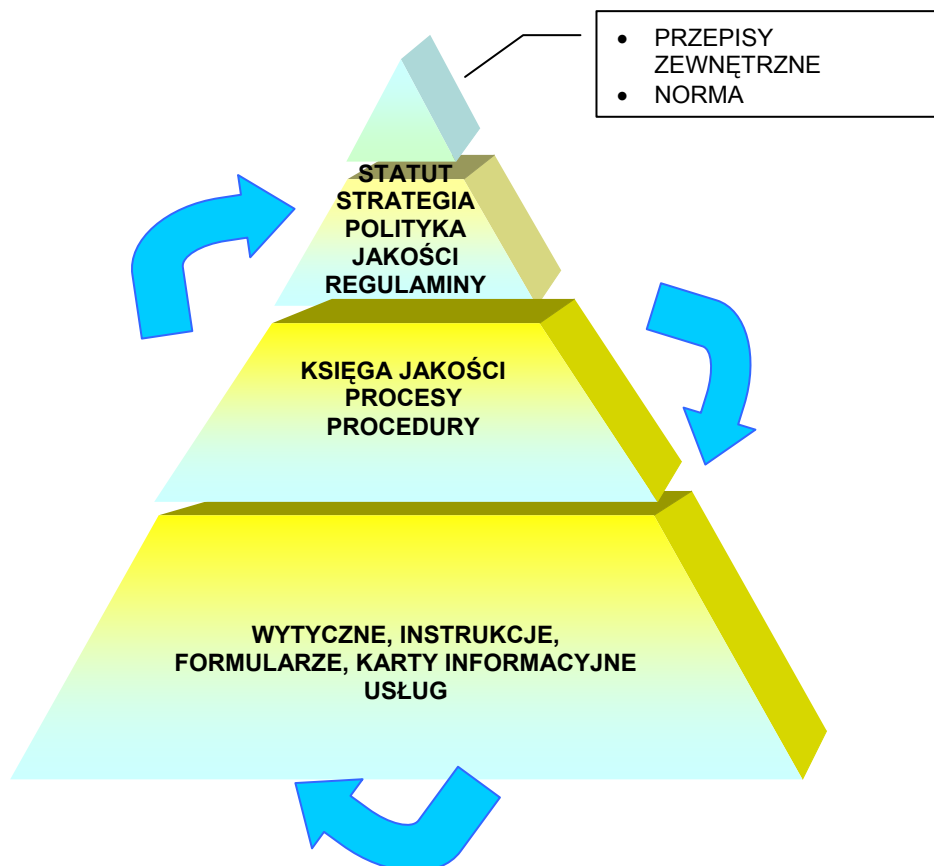 • PRZEPISY
ZEWNĘTRZNE
• NORMA
STATUT
STRATEGIA
POLITYKA
JAKOŚCI
REGULAMINY
KSIĘGA JAKOŚCI
PROCESY
PROCEDURY
WYTYCZNE, INSTRUKCJE,
FORMULARZE, KARTY INFORMACYJNE
USŁUG